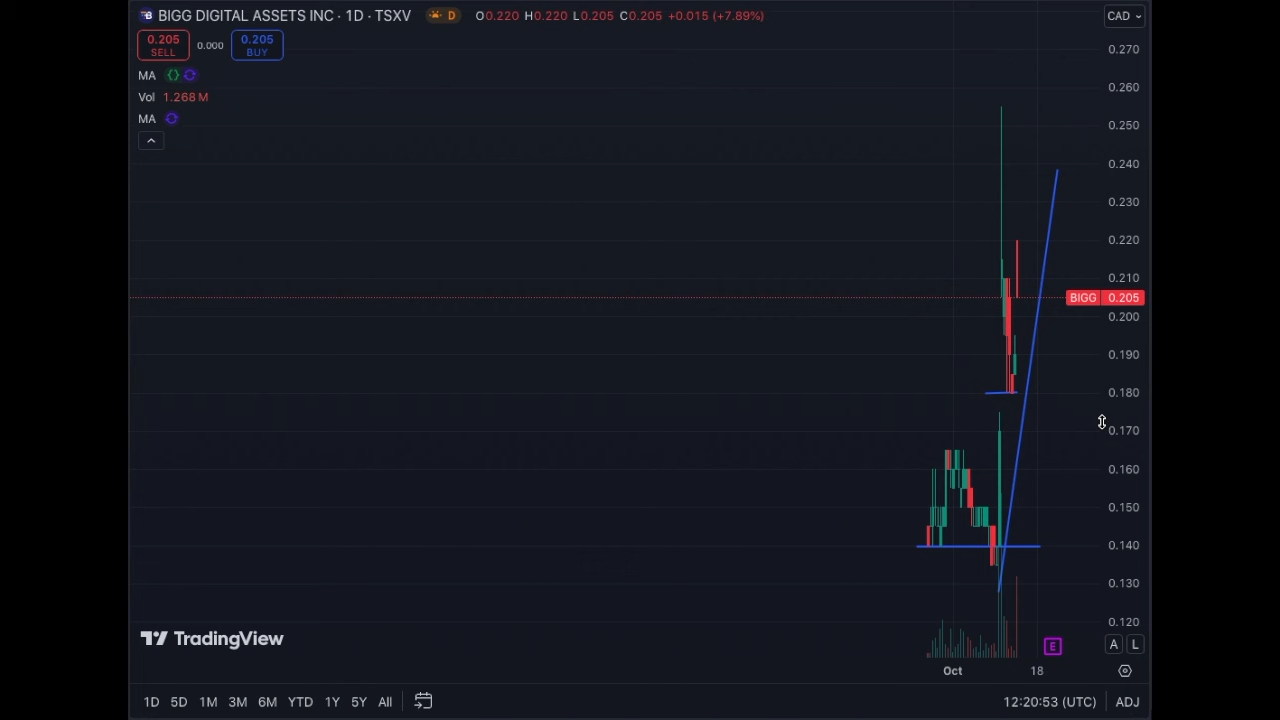 BIGG DIGITAL ASSETS INC · 1D · TSXV D O0.220 H0.220 L0.205 C0.205 +0.015 (+7.89%) CAD
0.205 SELL 0.000 0.205 BUY
MA
Vol 1.268 M
MA
0.270
0.260
0.250
0.240
0.230
0.220
0.210
BIGG 0.205
0.200
0.190
0.180
0.170
0.160
0.150
0.140
0.130
0.120
TradingView
E
A L
Oct 18
1D 5D 1M 3M 6M YTD 1Y 5Y All 12:20:53 (UTC) ADJ